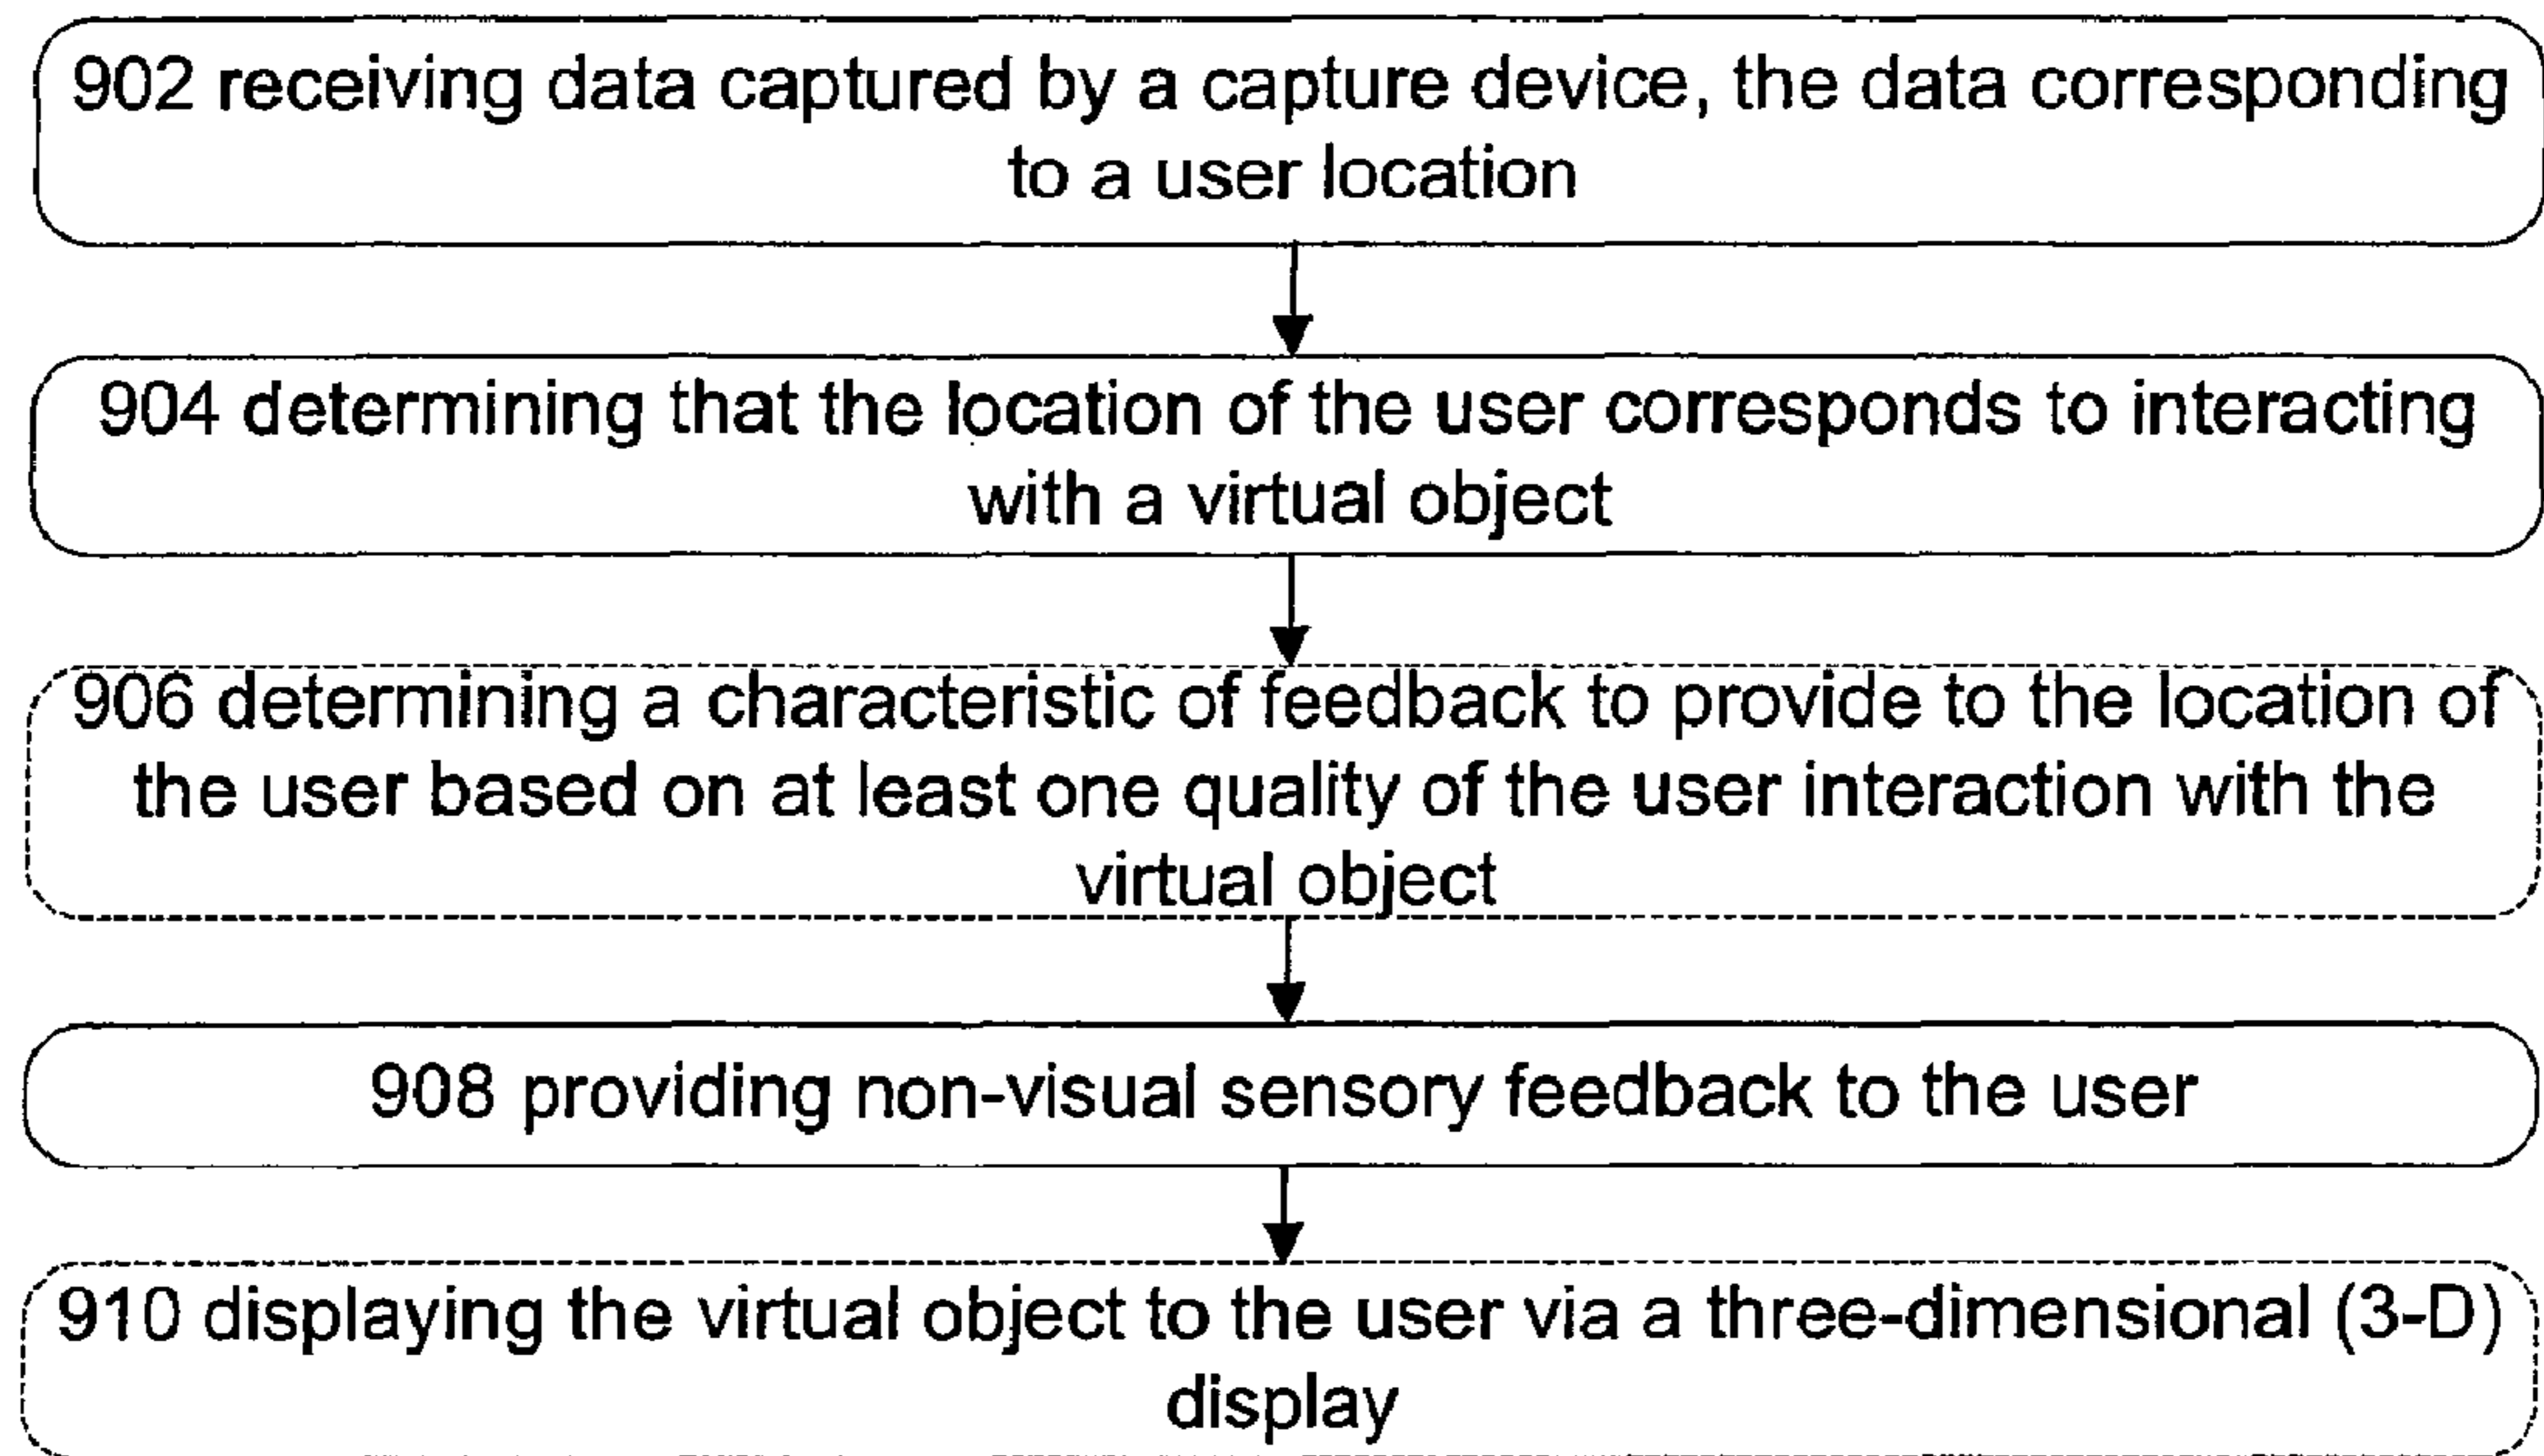 902 receiving data captured by a capture device, the data corresponding
to a user location
904 determining that the location of the user corresponds to interacting
with a virtual object
906 determining a characteristic of feedback to provide to the location of
the user based on at least one quality of the user interaction with the
virtual object
908 providing non-visual sensory feedback to the user
910 displaying the virtual object to the user via a three-dimensional (3-D)
display